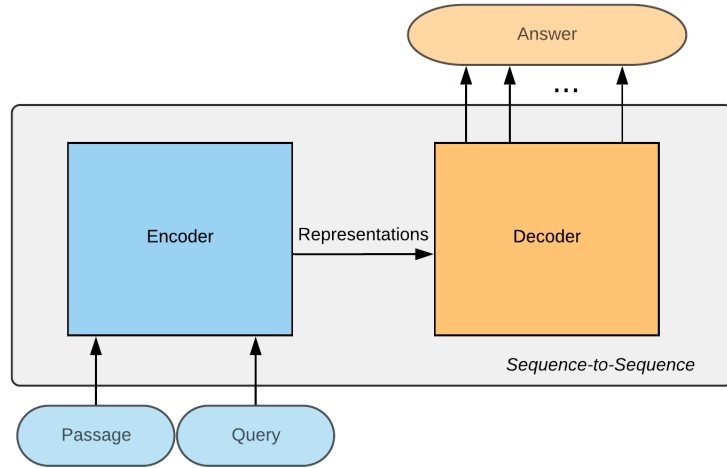 Answer
...
Encoder
Representations
Decoder
Sequence-to-Sequence
Passage
Query